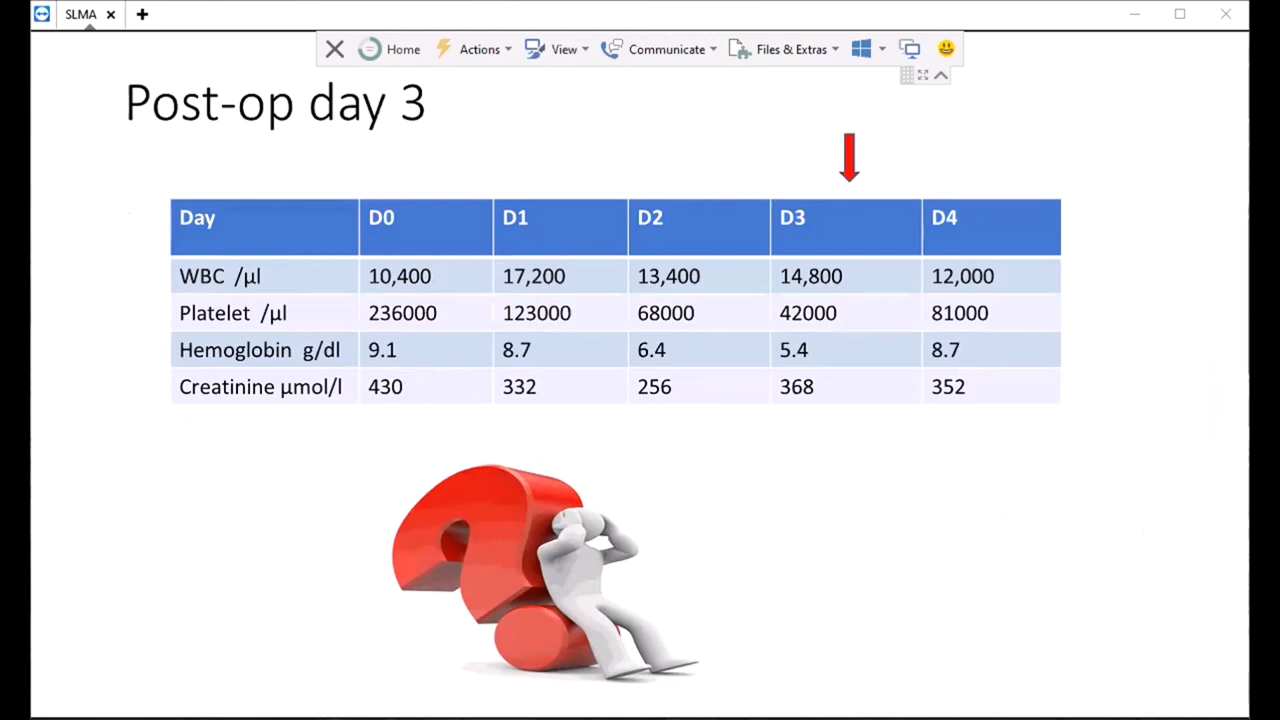 SLMA
Home Actions View Communicate Files & Extras
Post-op day 3
Day D0 D1 D2 D3 D4
WBC /µl 10,400 17,200 13,400 14,800 12,000
Platelet /µl 236000 123000 68000 42000 81000
Hemoglobin g/dl 9.1 8.7 6.4 5.4 8.7
Creatinine µmol/l 430 332 256 368 352